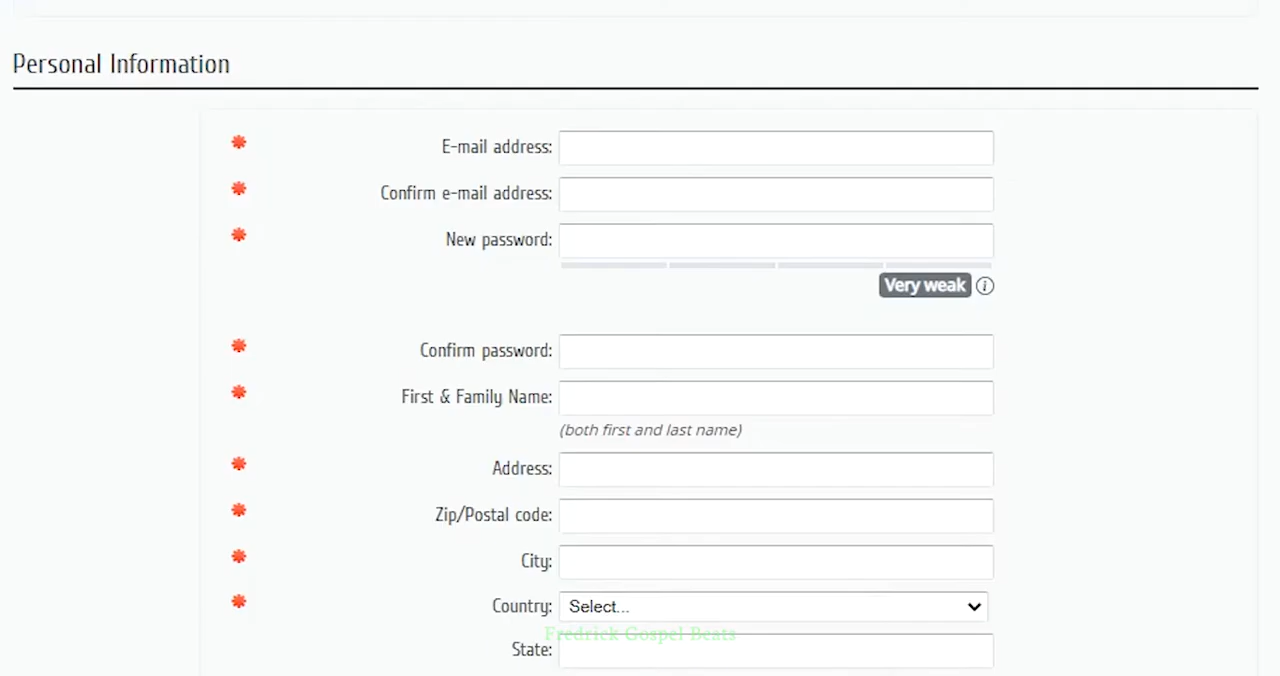 Personal Information
E-mail address:
Confirm e-mail address:
New password:
Very weak i
Confirm password:
First & Family Name:
(both first and last name)
Address:
Zip/Postal code:
City:
Country: Select...
Fredrick Gospel Beats
State: